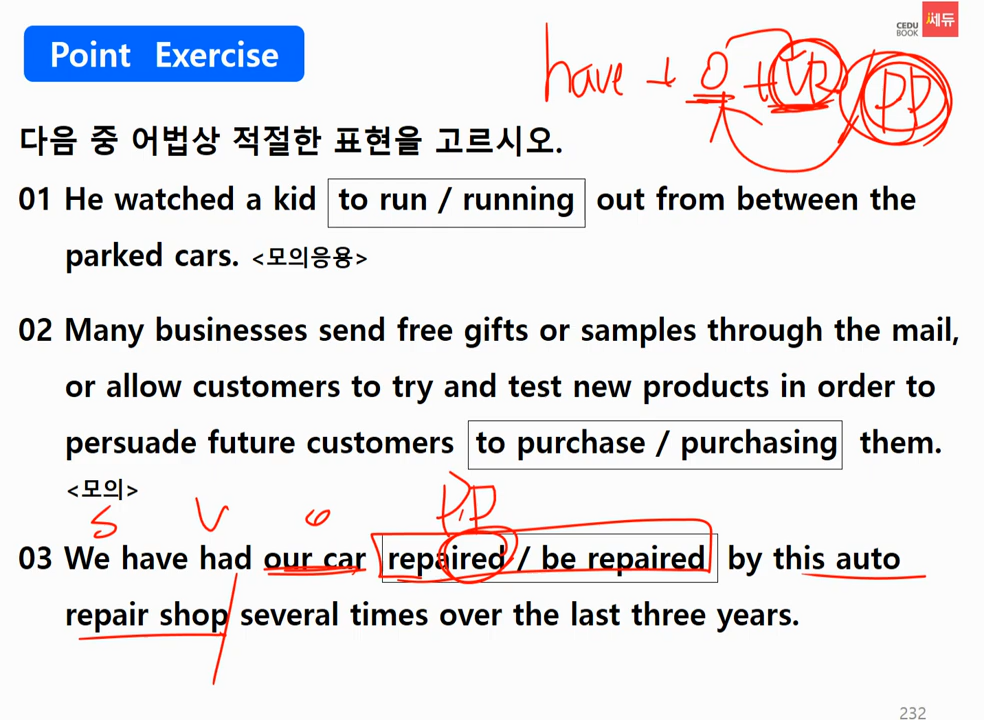 CEDU
BOOK
쎄듀
Point Exercise
have + O + VR / PP
다음 중 어법상 적절한 표현을 고르시오.
01 He watched a kid to run / running out from between the
parked cars. <모의응용>
02 Many businesses send free gifts or samples through the mail,
or allow customers to try and test new products in order to
persuade future customers to purchase / purchasing them.
<모의>
S V O P.P
03 We have had our car repaired / be repaired by this auto
repair shop several times over the last three years.
232